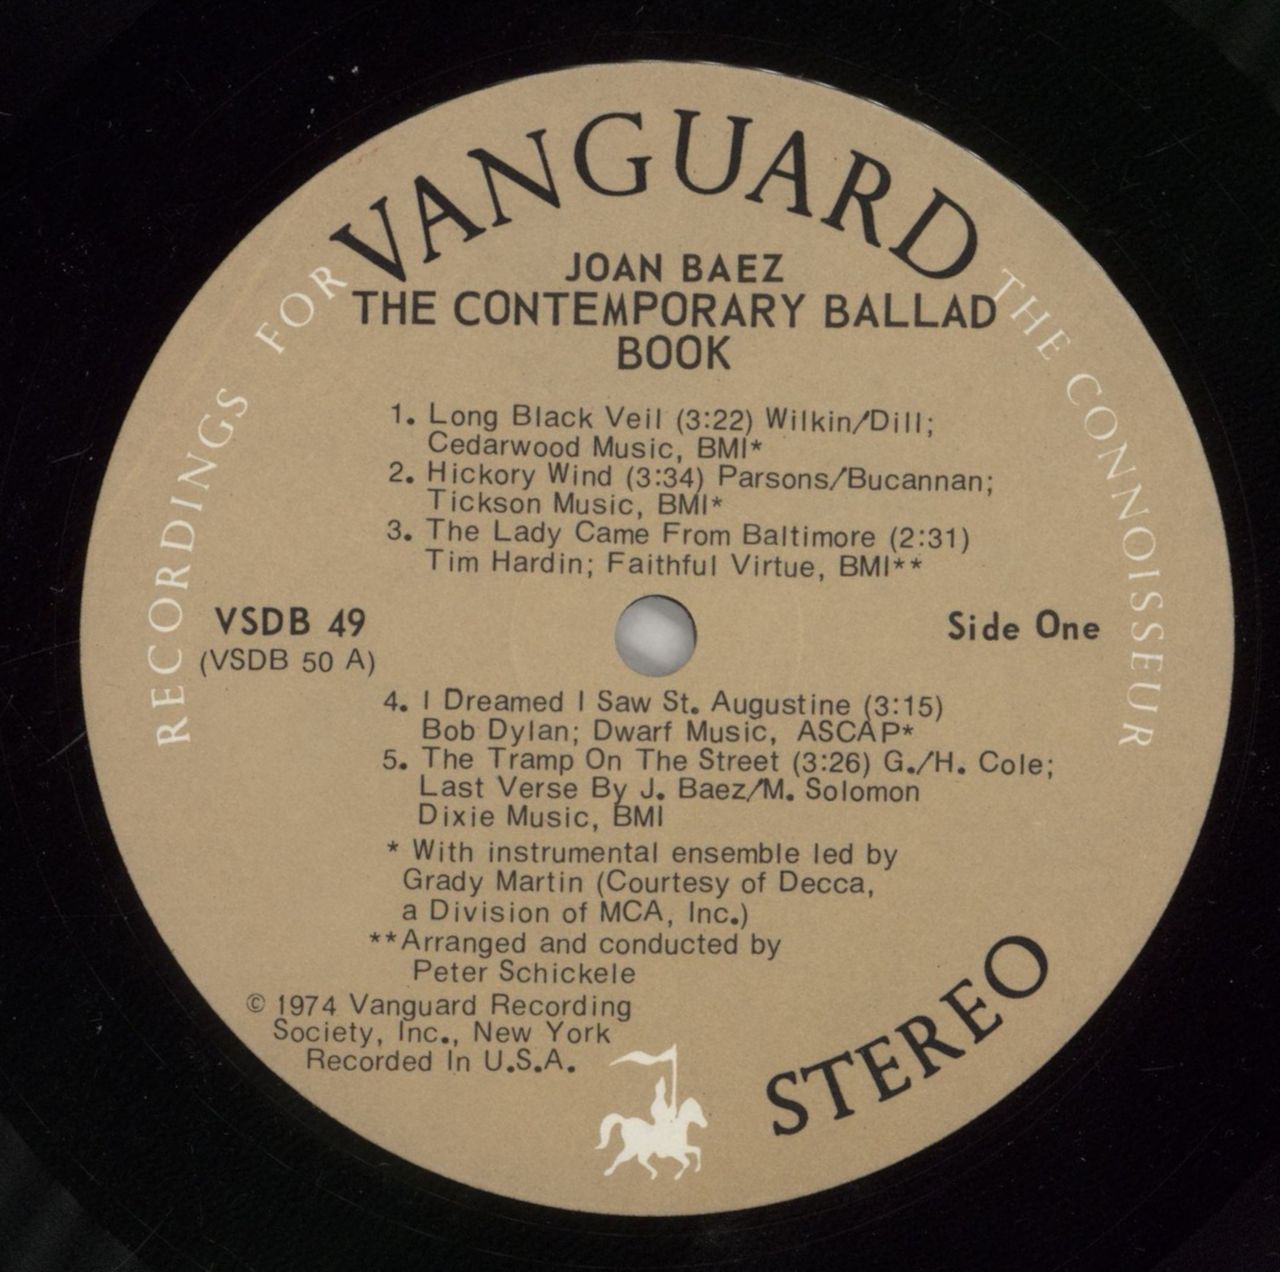 VANGUARD
RECORDINGS FOR THE CONNOISSEUR
JOAN BAEZ
THE CONTEMPORARY BALLAD
BOOK
1. Long Black Veil (3:22) Wilkin/Dill;
Cedarwood Music, BMI*
2. Hickory Wind (3:34) Parsons/Bucannan;
Tickson Music, BMI*
3. The Lady Came From Baltimore (2:31)
Tim Hardin; Faithful Virtue, BMI**
VSDB 49
(VSDB 50 A)
Side One
4. I Dreamed I Saw St. Augustine (3:15)
Bob Dylan; Dwarf Music, ASCAP*
5. The Tramp On The Street (3:26) G./H. Cole;
Last Verse By J. Baez/M. Solomon
Dixie Music, BMI
* With instrumental ensemble led by
Grady Martin (Courtesy of Decca,
a Division of MCA, Inc.)
**Arranged and conducted by
Peter Schickele
© 1974 Vanguard Recording
Society, Inc., New York
Recorded In U.S.A.
STEREO